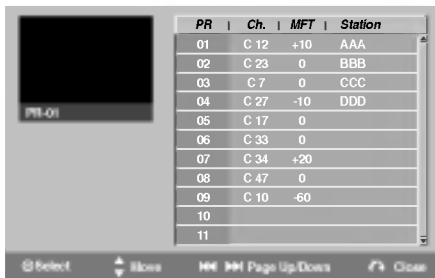 PR | Ch. | MFT | Station
01 C 12 +10 AAA
02 C 23 0 BBB
03 C 7 0 CCC
04 C 27 -10 DDD
PR-01
05 C 17 0
06 C 33 0
07 C 34 +20
08 C 47 0
09 C 10 -60
10
11
Select Move Page Up/Down Close